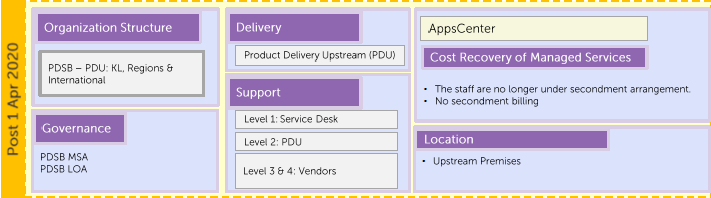 Post 1 Apr 2020
Organization Structure
PDSB – PDU: KL, Regions &
International
Governance
PDSB MSA
PDSB LOA
Delivery
Product Delivery Upstream (PDU)
Support
Level 1: Service Desk
Level 2: PDU
Level 3 & 4: Vendors
AppsCenter
Cost Recovery of Managed Services
• The staff are no longer under secondment arrangement.
• No secondment billing
Location
• Upstream Premises